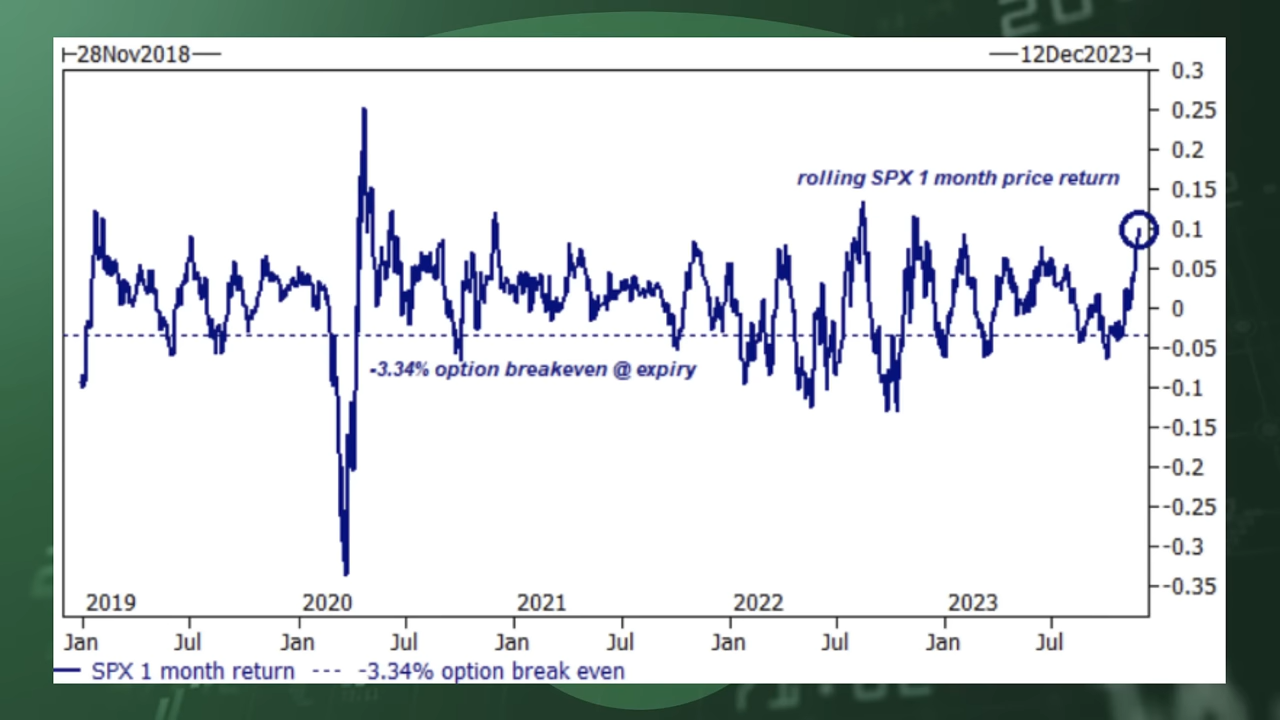 28Nov2018
12Dec2023
0.3
0.25
0.2
rolling SPX 1 month price return
0.15
0.1
0.05
0
-0.05
-3.34% option breakeven @ expiry
-0.1
-0.15
-0.2
-0.25
-0.3
-0.35
2019 2020 2021 2022 2023
Jan Jul Jan Jul Jan Jul Jan Jul Jan Jul
SPX 1 month return --- -3.34% option break even